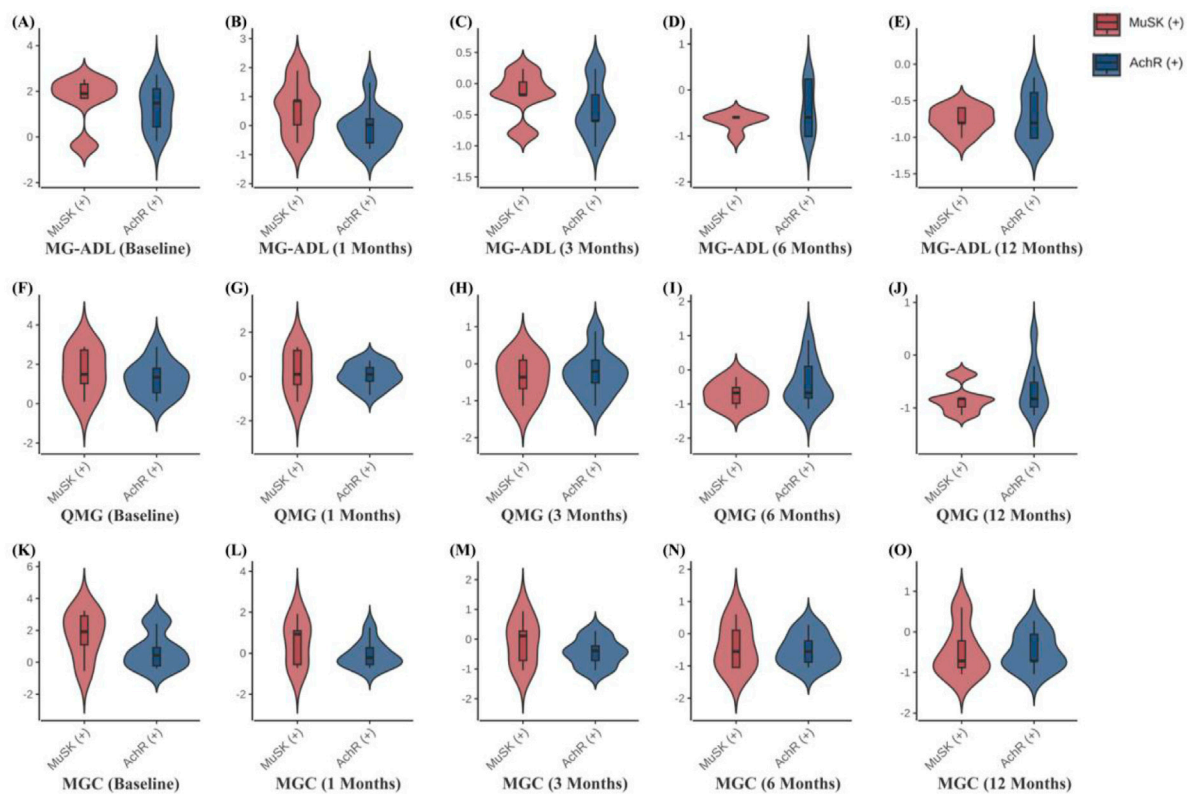 (A) (B) (C) (D) (E)
MuSK (+)
AchR (+)
4 2 0 -2
3 2 1 0 -1 -2
0.5 0.0 -0.5 -1.0 -1.5
1 0 -1 -2
0.0 -0.5 -1.0 -1.5
MuSK (+) AchR (+) MuSK (+) AchR (+) MuSK (+) AchR (+) MuSK (+) AchR (+) MuSK (+) AchR (+)
MG-ADL (Baseline) MG-ADL (1 Months) MG-ADL (3 Months) MG-ADL (6 Months) MG-ADL (12 Months)
(F) (G) (H) (I) (J)
4 2 0 -2
2 0 -2
1 0 -1 -2
2 1 0 -1 -2
1 0 -1
MuSK (+) AchR (+) MuSK (+) AchR (+) MuSK (+) AchR (+) MuSK (+) AchR (+) MuSK (+) AchR (+)
QMG (Baseline) QMG (1 Months) QMG (3 Months) QMG (6 Months) QMG (12 Months)
(K) (L) (M) (N) (O)
6 4 2 0 -2
4 2 0 -2
2 1 0 -1 -2
2 1 0 -1 -2
1 0 -1 -2
MuSK (+) AchR (+) MuSK (+) AchR (+) MuSK (+) AchR (+) MuSK (+) AchR (+) MuSK (+) AchR (+)
MGC (Baseline) MGC (1 Months) MGC (3 Months) MGC (6 Months) MGC (12 Months)